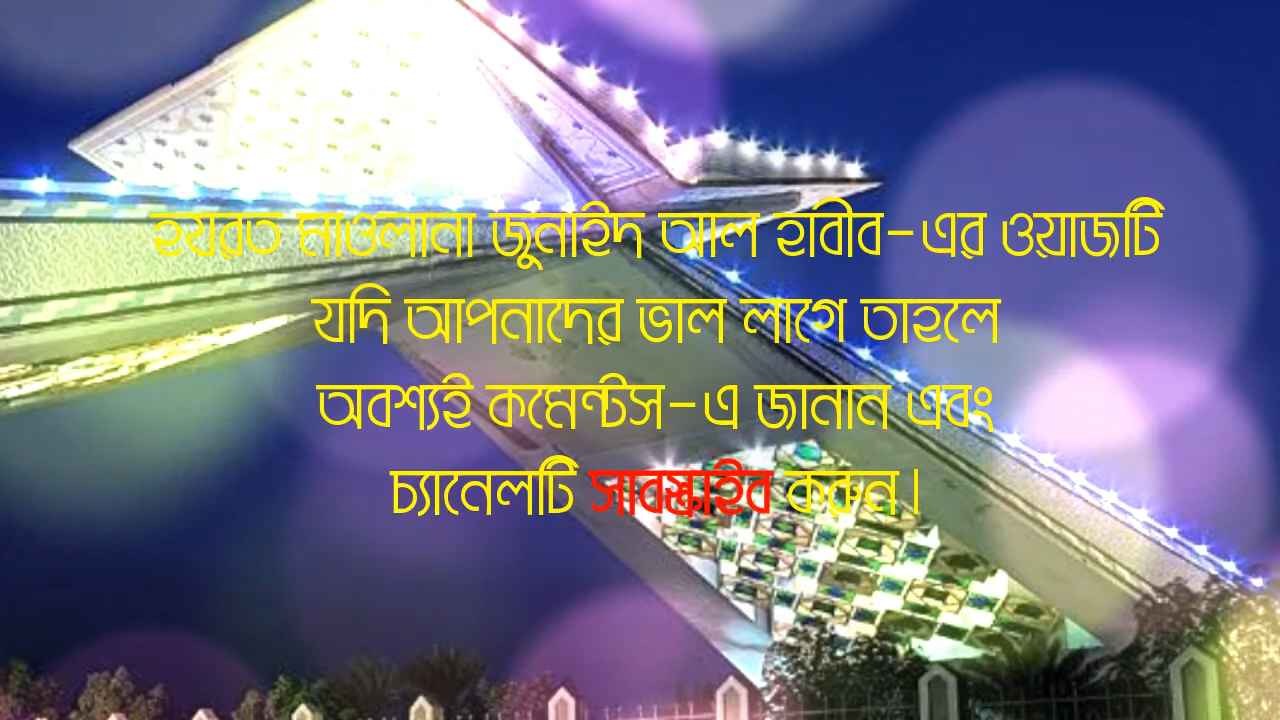 হযরত মাওলানা জুনাইদ আল হাবীব-এর ওয়াজটি
যদি আপনাদের ভাল লাগে তাহলে
অবশ্যই কমেন্টস-এ জানান এবং
চ্যানেলটি সাবস্ক্রাইব করুন।